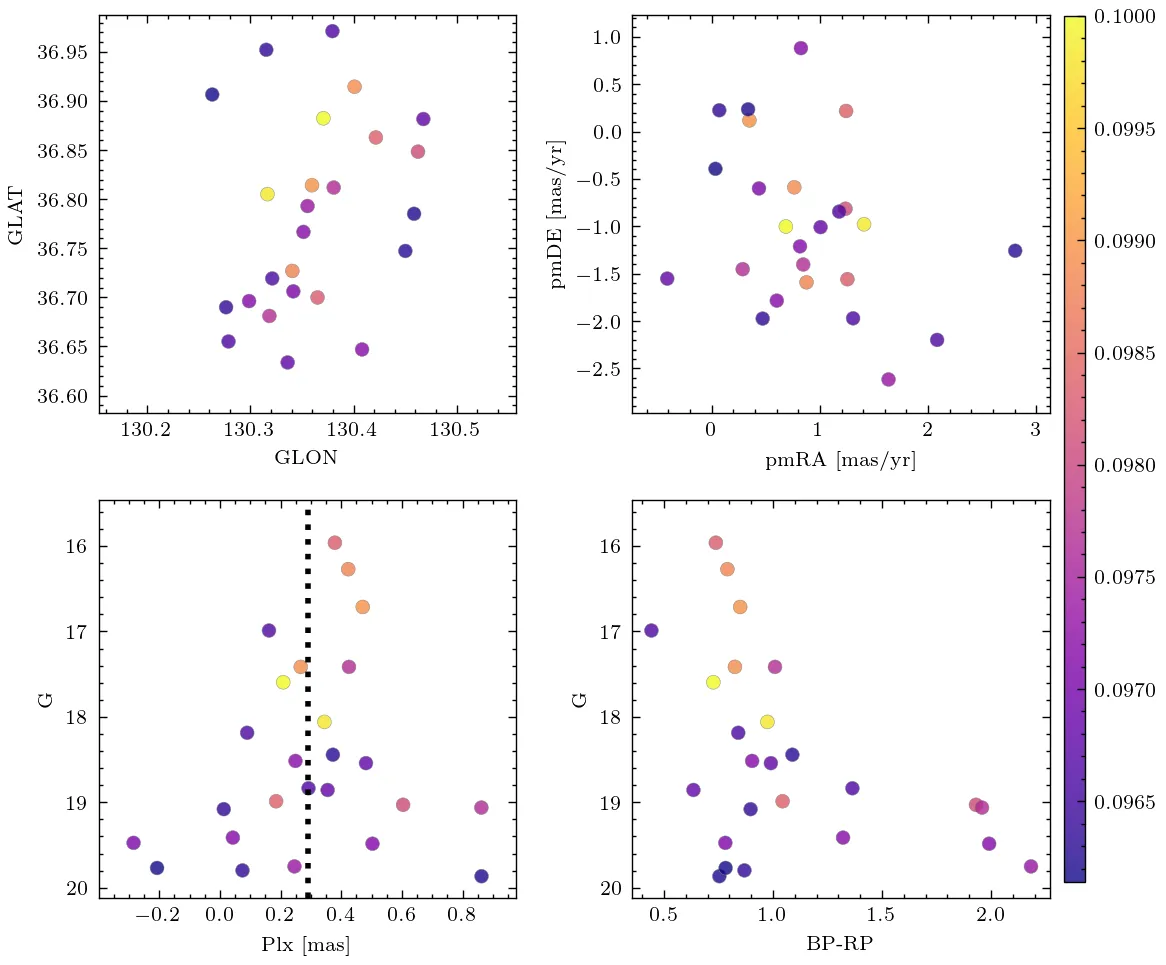 36.95
36.90
36.85
36.80
36.75
36.70
36.65
36.60
GLAT
130.2 130.3 130.4 130.5
GLON
1.0
0.5
0.0
−0.5
−1.0
−1.5
−2.0
−2.5
pmDE [mas/yr]
0 1 2 3
pmRA [mas/yr]
16
17
18
19
20
G
−0.2 0.0 0.2 0.4 0.6 0.8
Plx [mas]
16
17
18
19
20
G
0.5 1.0 1.5 2.0
BP-RP
0.1000
0.0995
0.0990
0.0985
0.0980
0.0975
0.0970
0.0965